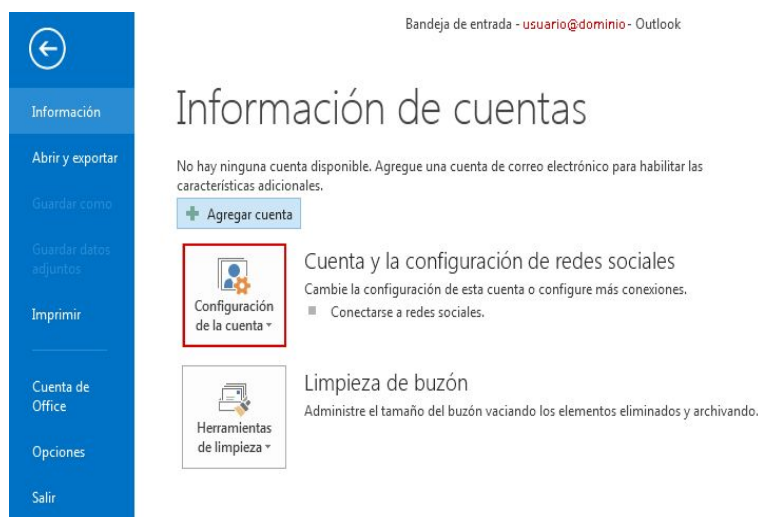 Bandeja de entrada - usuario@dominio - Outlook
Información
Abrir y exportar
Guardar como
Guardar datos
adjuntos
Imprimir
Cuenta de
Office
Opciones
Salir
Información de cuentas
No hay ninguna cuenta disponible. Agregue una cuenta de correo electrónico para habilitar las
características adicionales.
Agregar cuenta
Configuración
de la cuenta
Cuenta y la configuración de redes sociales
Cambie la configuración de esta cuenta o configure más conexiones.
Conectarse a redes sociales.
Herramientas
de limpieza
Limpieza de buzón
Administre el tamaño del buzón vaciando los elementos eliminados y archivando.